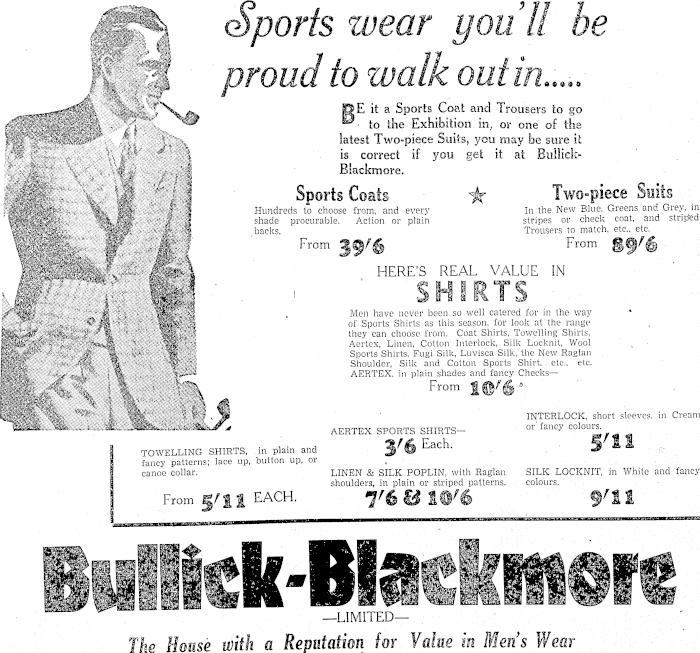 Sports wear you'll be
proud to walk out in.....
BE it a Sports Coat and Trousers to go
to the Exhibition in, or one of the
latest Two-piece Suits, you may be sure it
is correct if you get it at Bullick-
Blackmore.
Sports Coats
Hundreds to choose from, and every
shade procurable. Action or plain
backs.
From 39/6
Two-piece Suits
In the New Blue, Greens and Grey, in
stripes or check coat, and striped
Trousers to match, etc., etc.
From 89/6
HERE'S REAL VALUE IN
SHIRTS
Men have never been so well catered for in the way
of Sports Shirts as this season, for look at the range
they can choose from. Coat Shirts, Towelling Shirts,
Aertex, Linen, Cotton Interlock, Silk Locknit, Wool
Sports Shirts, Fugi Silk, Luvisca Silk, the New Raglan
Shoulder, Silk and Cotton Sports Shirt, etc., etc.
AERTEX, in plain shades and fancy Checks—
From 10/6
TOWELLING SHIRTS, in plain and
fancy patterns; lace up, button up, or
canoe collar.
From 5/11 EACH.
AERTEX SPORTS SHIRTS—
3/6 Each.
LINEN & SILK POPLIN, with Raglan
shoulders, in plain or striped patterns.
7/6 & 10/6
INTERLOCK, short sleeves, in Cream
or fancy colours.
5/11
SILK LOCKNIT, in White and fancy
colours.
9/11
Bullick-Blackmore
—LIMITED—
The House with a Reputation for Value in Men's Wear